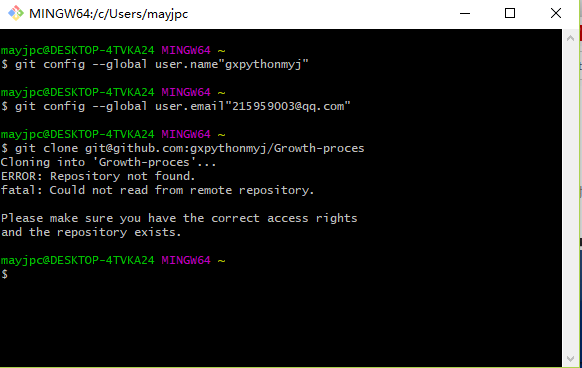 MINGW64:/c/Users/mayjpc
mayjpc@DESKTOP-4TVKA24 MINGW64 ~
$ git config --global user.name"gxpythonmyj"
mayjpc@DESKTOP-4TVKA24 MINGW64 ~
$ git config --global user.email"215959003@qq.com"
mayjpc@DESKTOP-4TVKA24 MINGW64 ~
$ git clone git@github.com:gxpythonmyj/Growth-proces
Cloning into 'Growth-proces'...
ERROR: Repository not found.
fatal: Could not read from remote repository.
Please make sure you have the correct access rights
and the repository exists.
mayjpc@DESKTOP-4TVKA24 MINGW64 ~
$